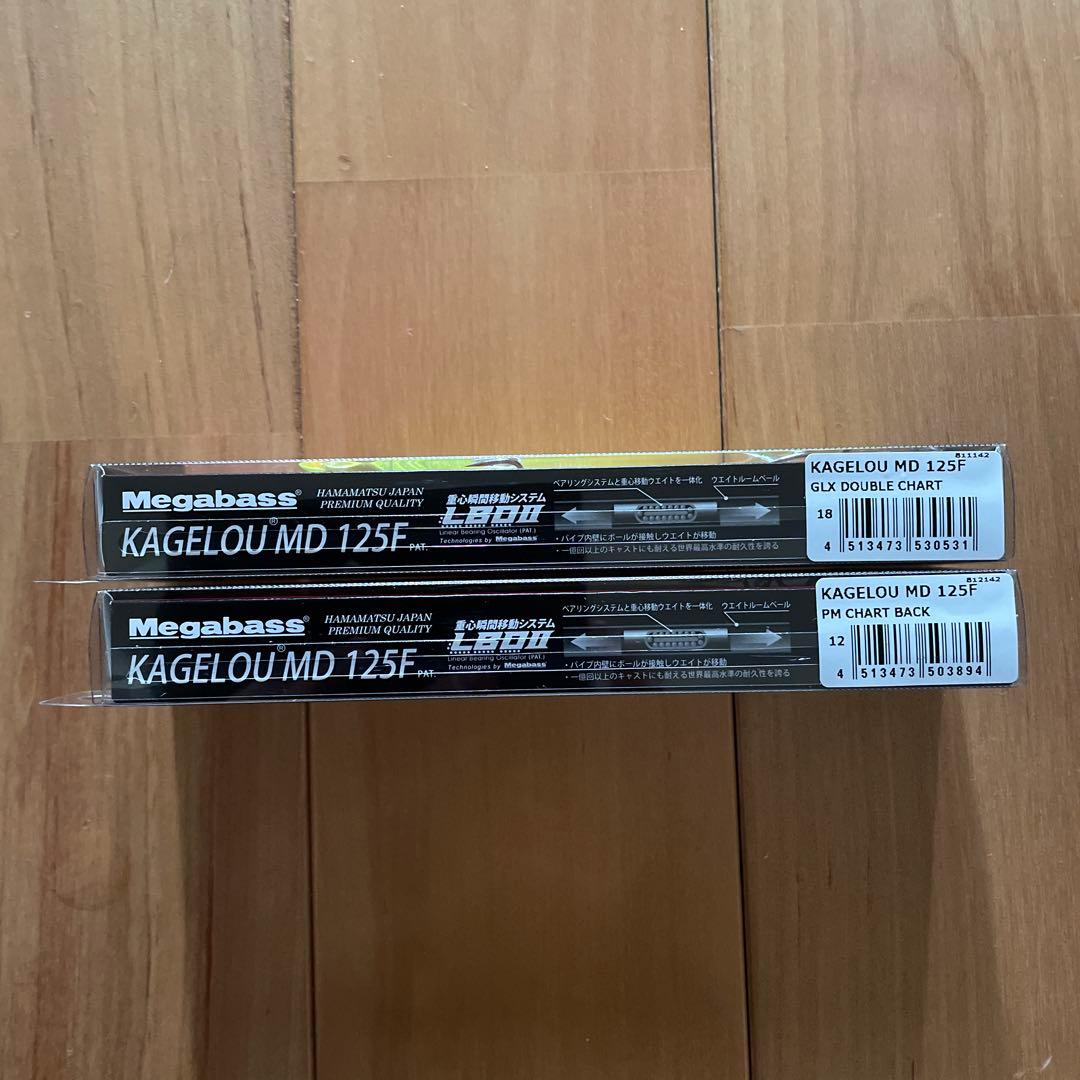 Megabass®
HAMAMATSU JAPAN
PREMIUM QUALITY
KAGELOU® MD 125F PAT.
重心瞬間移動システム
LBOII
Linear Bearing Oscillator (PAT.)
Technologies by Megabass
ベアリングシステムと重心移動ウエイトを一体化
ウエイトルームベール
・パイプ内壁にボールが接触しウエイトが移動
・一億回以上のキャストにも耐える世界最高水準の耐久性を誇る
811142
KAGELOU MD 125F
GLX DOUBLE CHART
18
4 513473 530531
Megabass®
HAMAMATSU JAPAN
PREMIUM QUALITY
KAGELOU® MD 125F PAT.
重心瞬間移動システム
LBOII
Linear Bearing Oscillator (PAT.)
Technologies by Megabass
ベアリングシステムと重心移動ウエイトを一体化
ウエイトルームベール
・パイプ内壁にボールが接触しウエイトが移動
・一億回以上のキャストにも耐える世界最高水準の耐久性を誇る
812142
KAGELOU MD 125F
PM CHART BACK
12
4 513473 503894